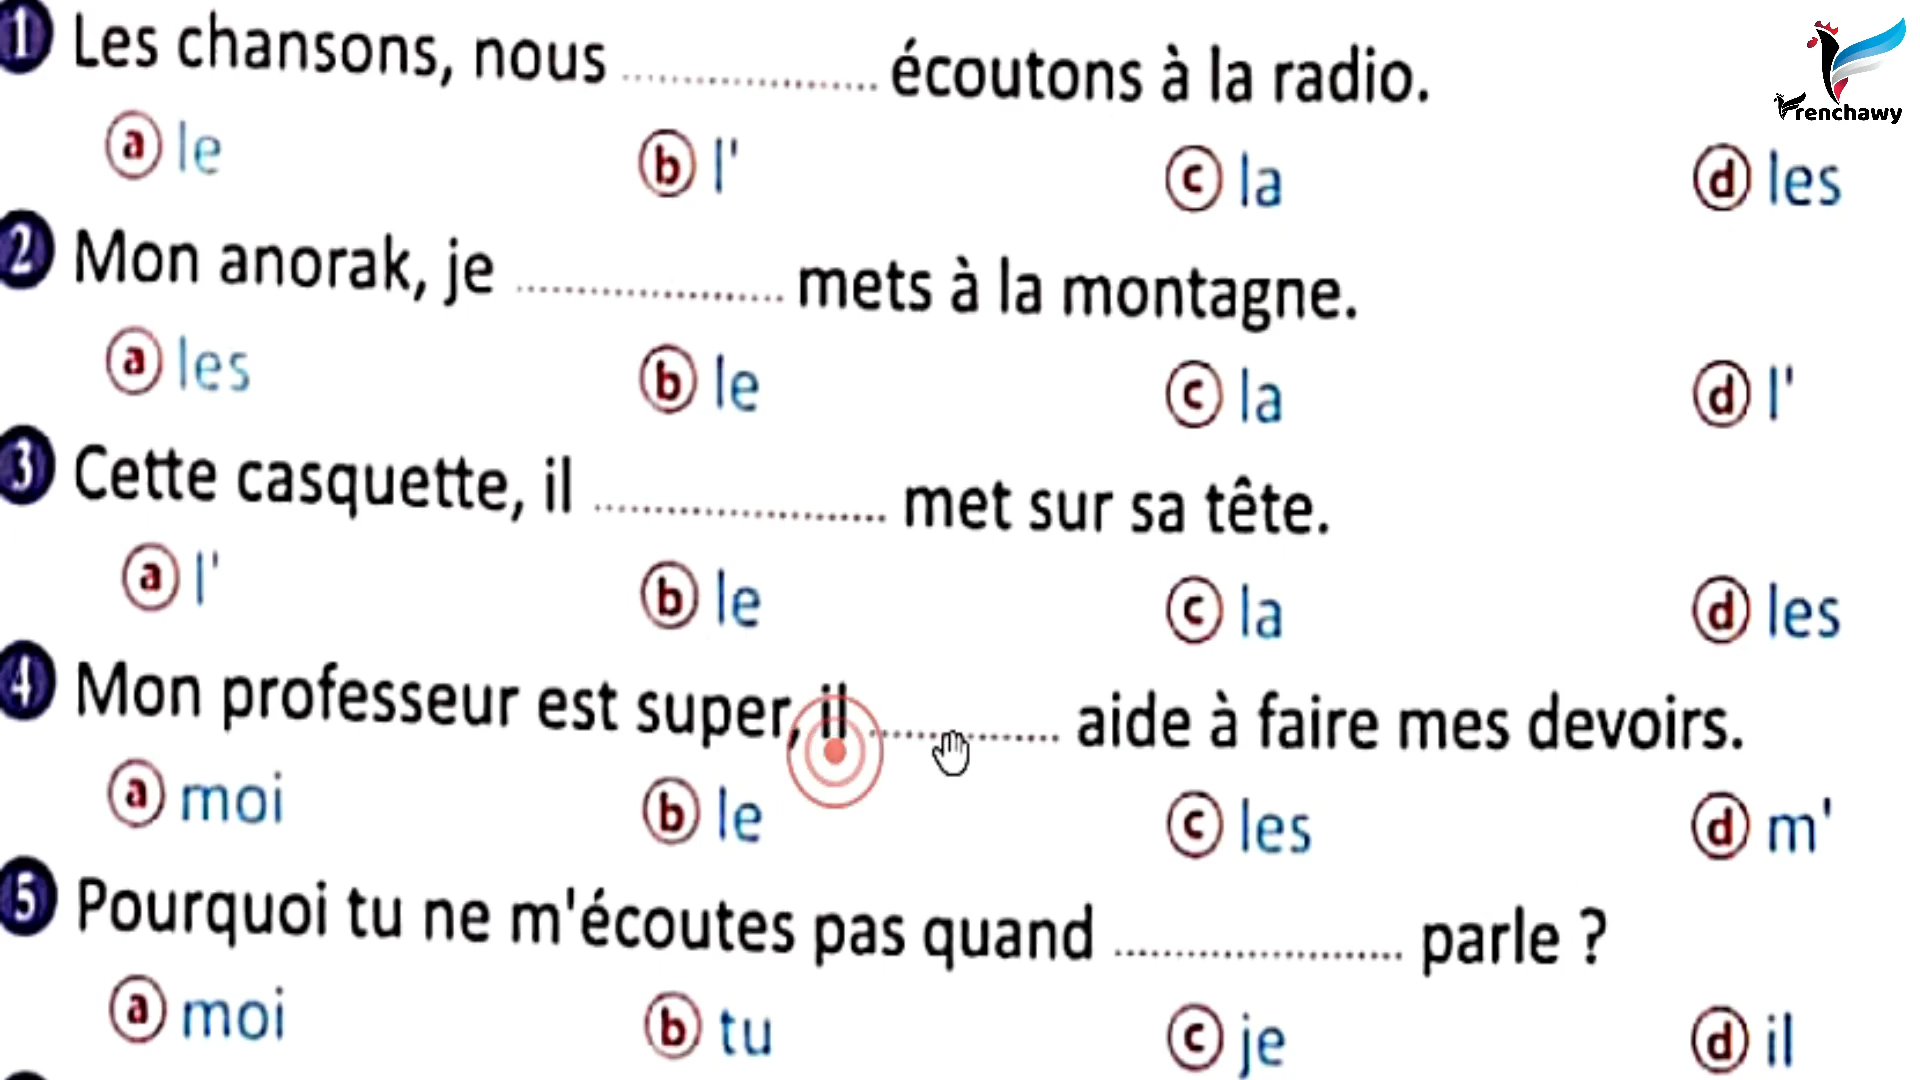 1 Les chansons, nous .................... écoutons à la radio.
a le b l' c la d les
2 Mon anorak, je .................... mets à la montagne.
a les b le c la d l'
3 Cette casquette, il .................... met sur sa tête.
a l' b le c la d les
4 Mon professeur est super, il .................... aide à faire mes devoirs.
a moi b le c les d m'
5 Pourquoi tu ne m'écoutes pas quand .................... parle ?
a moi b tu c je d il
Frenchawy